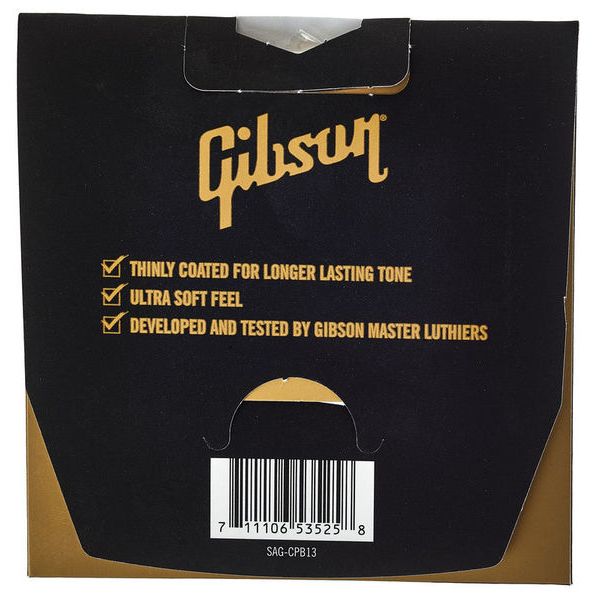 Gibson®
THINLY COATED FOR LONGER LASTING TONE
ULTRA SOFT FEEL
DEVELOPED AND TESTED BY GIBSON MASTER LUTHIERS
7 11106 53525 8
SAG-CPB13